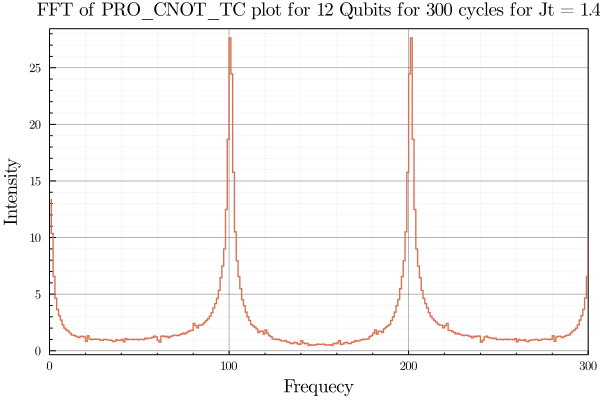 FFT of PRO_CNOT_TC plot for 12 Qubits for 300 cycles for Jt = 1.4
25
20
15
10
5
0
Intensity
0 100 200 300
Frequecy